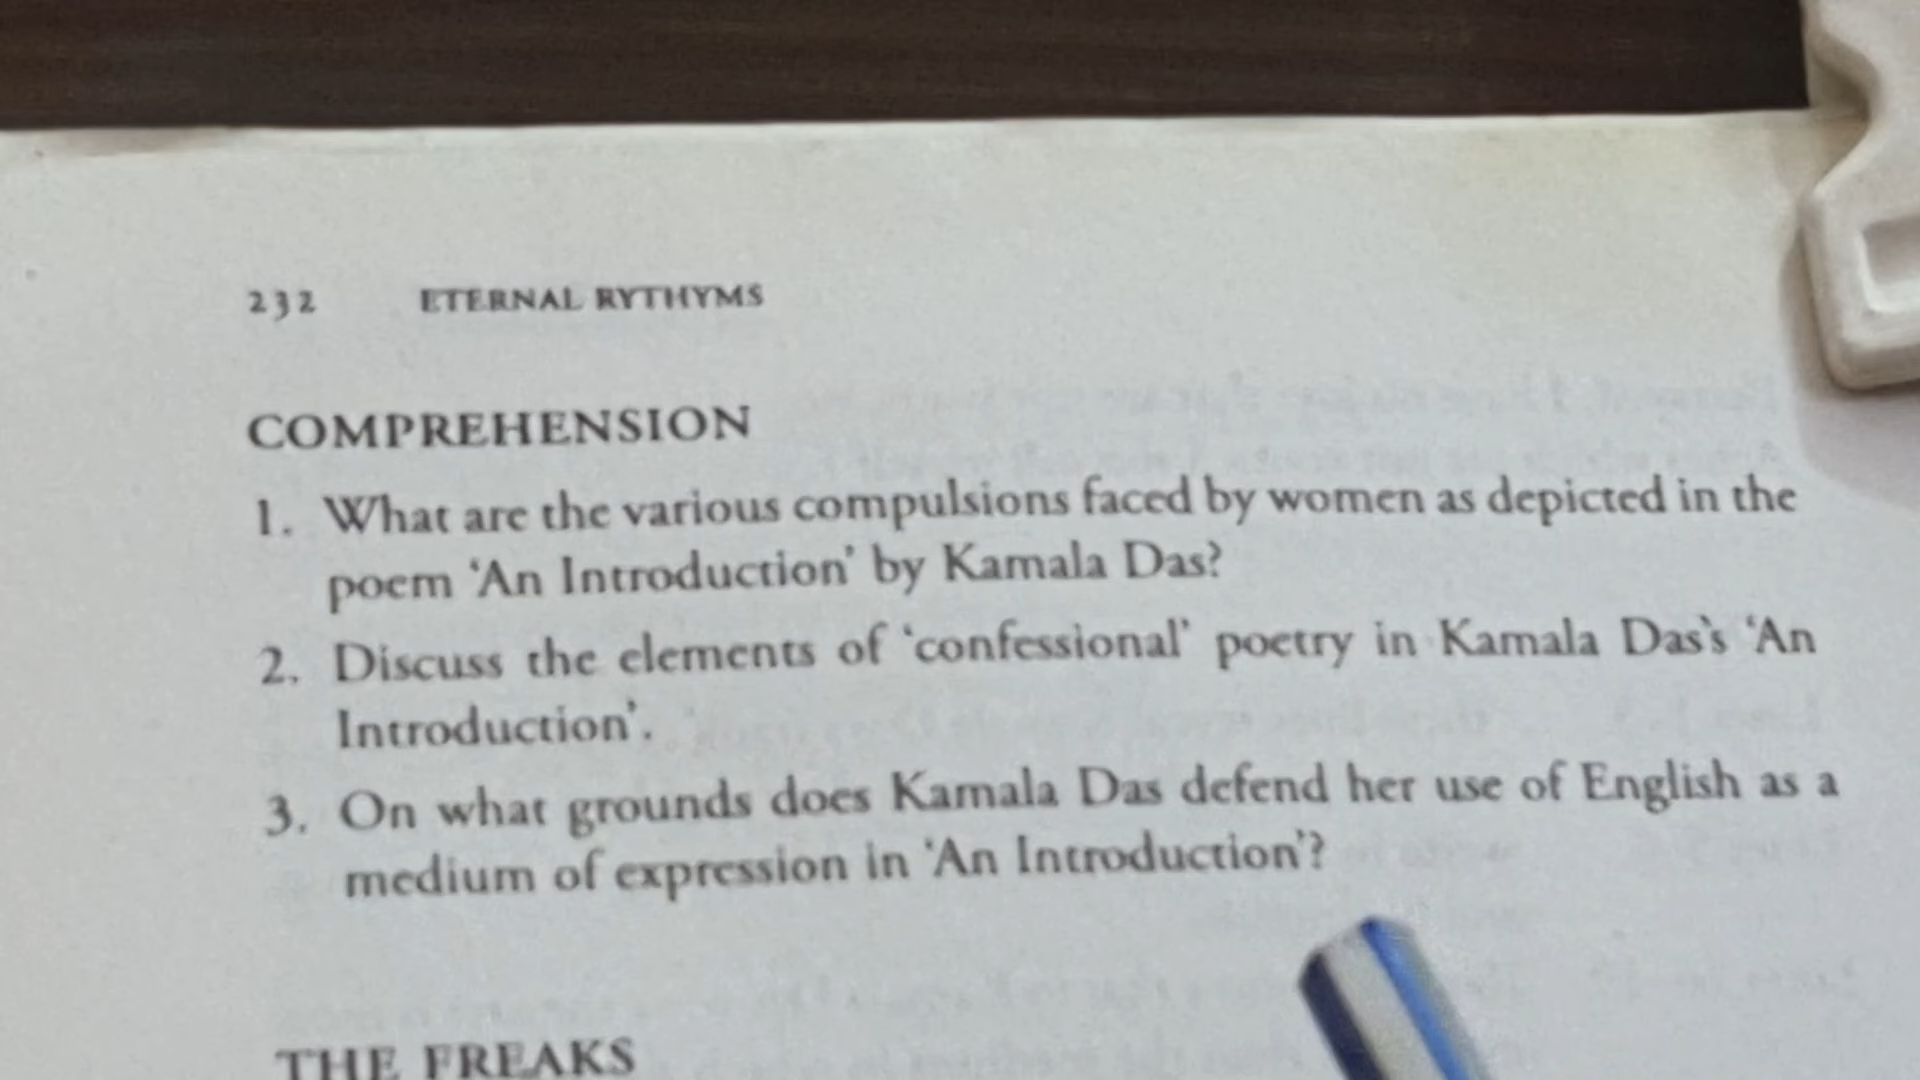 232 ETERNAL RYTHYMS
COMPREHENSION
1. What are the various compulsions faced by women as depicted in the
poem ‘An Introduction’ by Kamala Das?
2. Discuss the elements of ‘confessional’ poetry in Kamala Das’s ‘An
Introduction’.
3. On what grounds does Kamala Das defend her use of English as a
medium of expression in ‘An Introduction’?
THE FREAKS